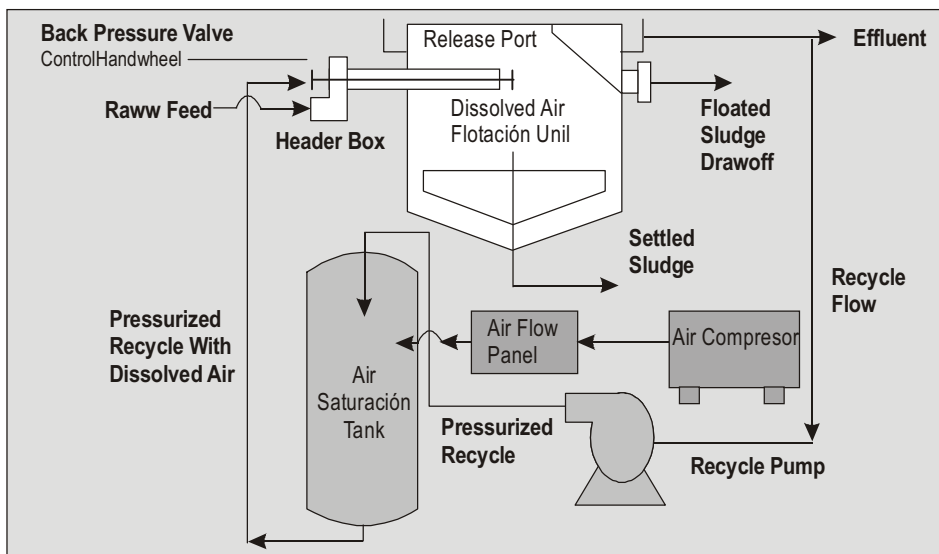 Back Pressure Valve
ControlHandwheel
Raww Feed
Header Box
Release Port
Dissolved Air
Flotación Unil
Effluent
Floated
Sludge
Drawoff
Settled
Sludge
Recycle
Flow
Pressurized
Recycle With
Dissolved Air
Air
Saturación
Tank
Air Flow
Panel
Air Compresor
Pressurized
Recycle
Recycle Pump